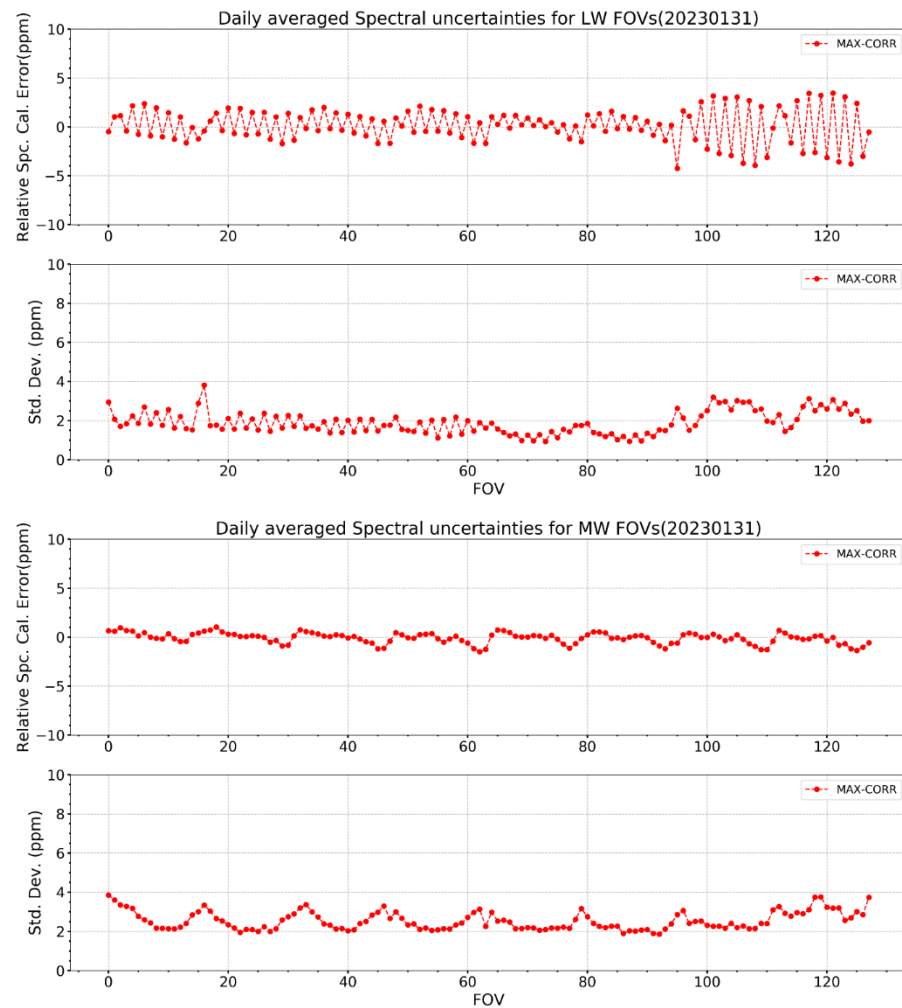 Daily averaged Spectral uncertainties for LW FOVs(20230131)
Relative Spc. Cal. Error(ppm)
10
5
0
−5
−10
MAX-CORR
0 20 40 60 80 100 120
Std. Dev. (ppm)
10
8
6
4
2
0
MAX-CORR
0 20 40 60 80 100 120
FOV
Daily averaged Spectral uncertainties for MW FOVs(20230131)
Relative Spc. Cal. Error(ppm)
10
5
0
−5
−10
MAX-CORR
0 20 40 60 80 100 120
Std. Dev. (ppm)
10
8
6
4
2
0
MAX-CORR
0 20 40 60 80 100 120
FOV